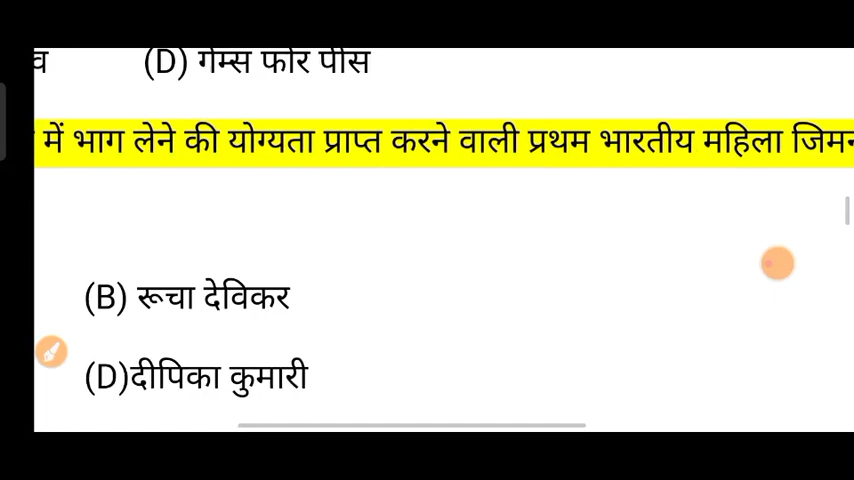 व (D) गेम्स फोर पीस
में भाग लेने की योग्यता प्राप्त करने वाली प्रथम भारतीय महिला
(B) रूचा देविकर
(D)दीपिका कुमारी